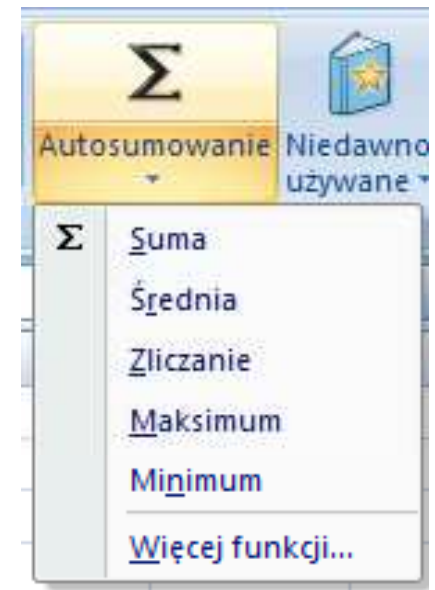 Σ
Autosumowanie
Niedawno
używane
Σ Suma
Średnia
Zliczanie
Maksimum
Minimum
Więcej funkcji...